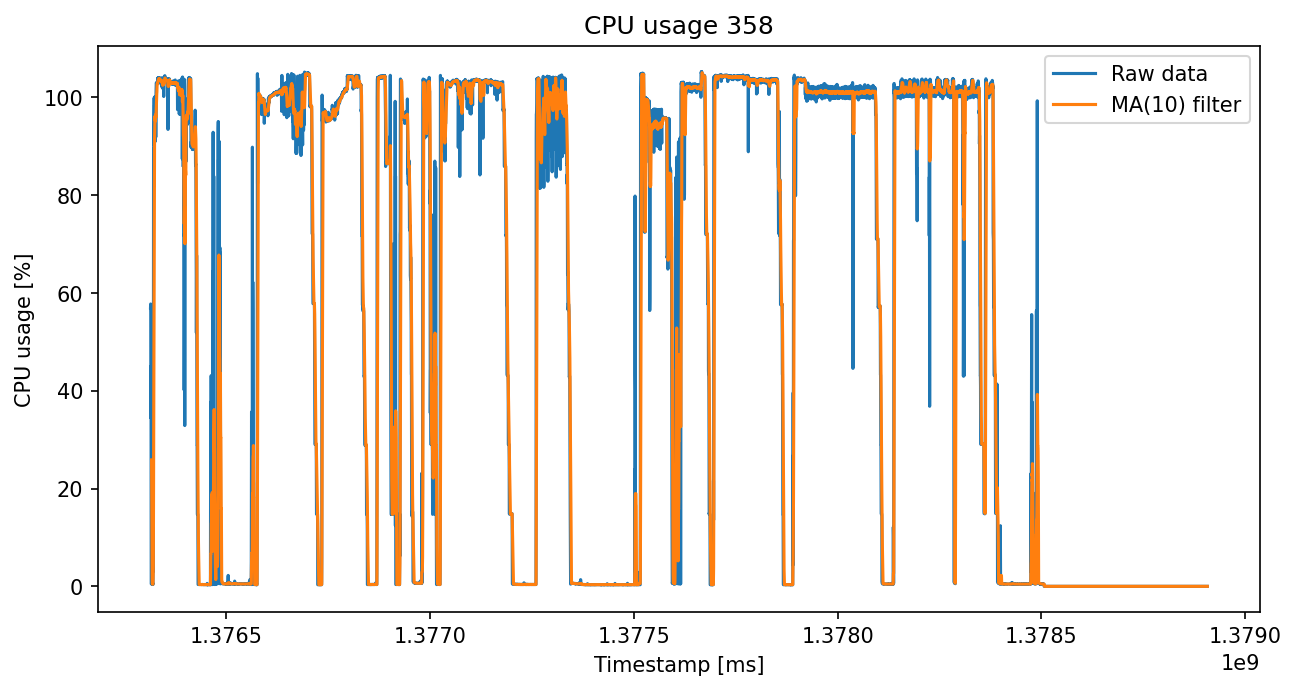 CPU usage 358
Raw data
MA(10) filter
CPU usage [%]
100
80
60
40
20
0
1.3765 1.3770 1.3775 1.3780 1.3785 1.3790
1e9
Timestamp [ms]